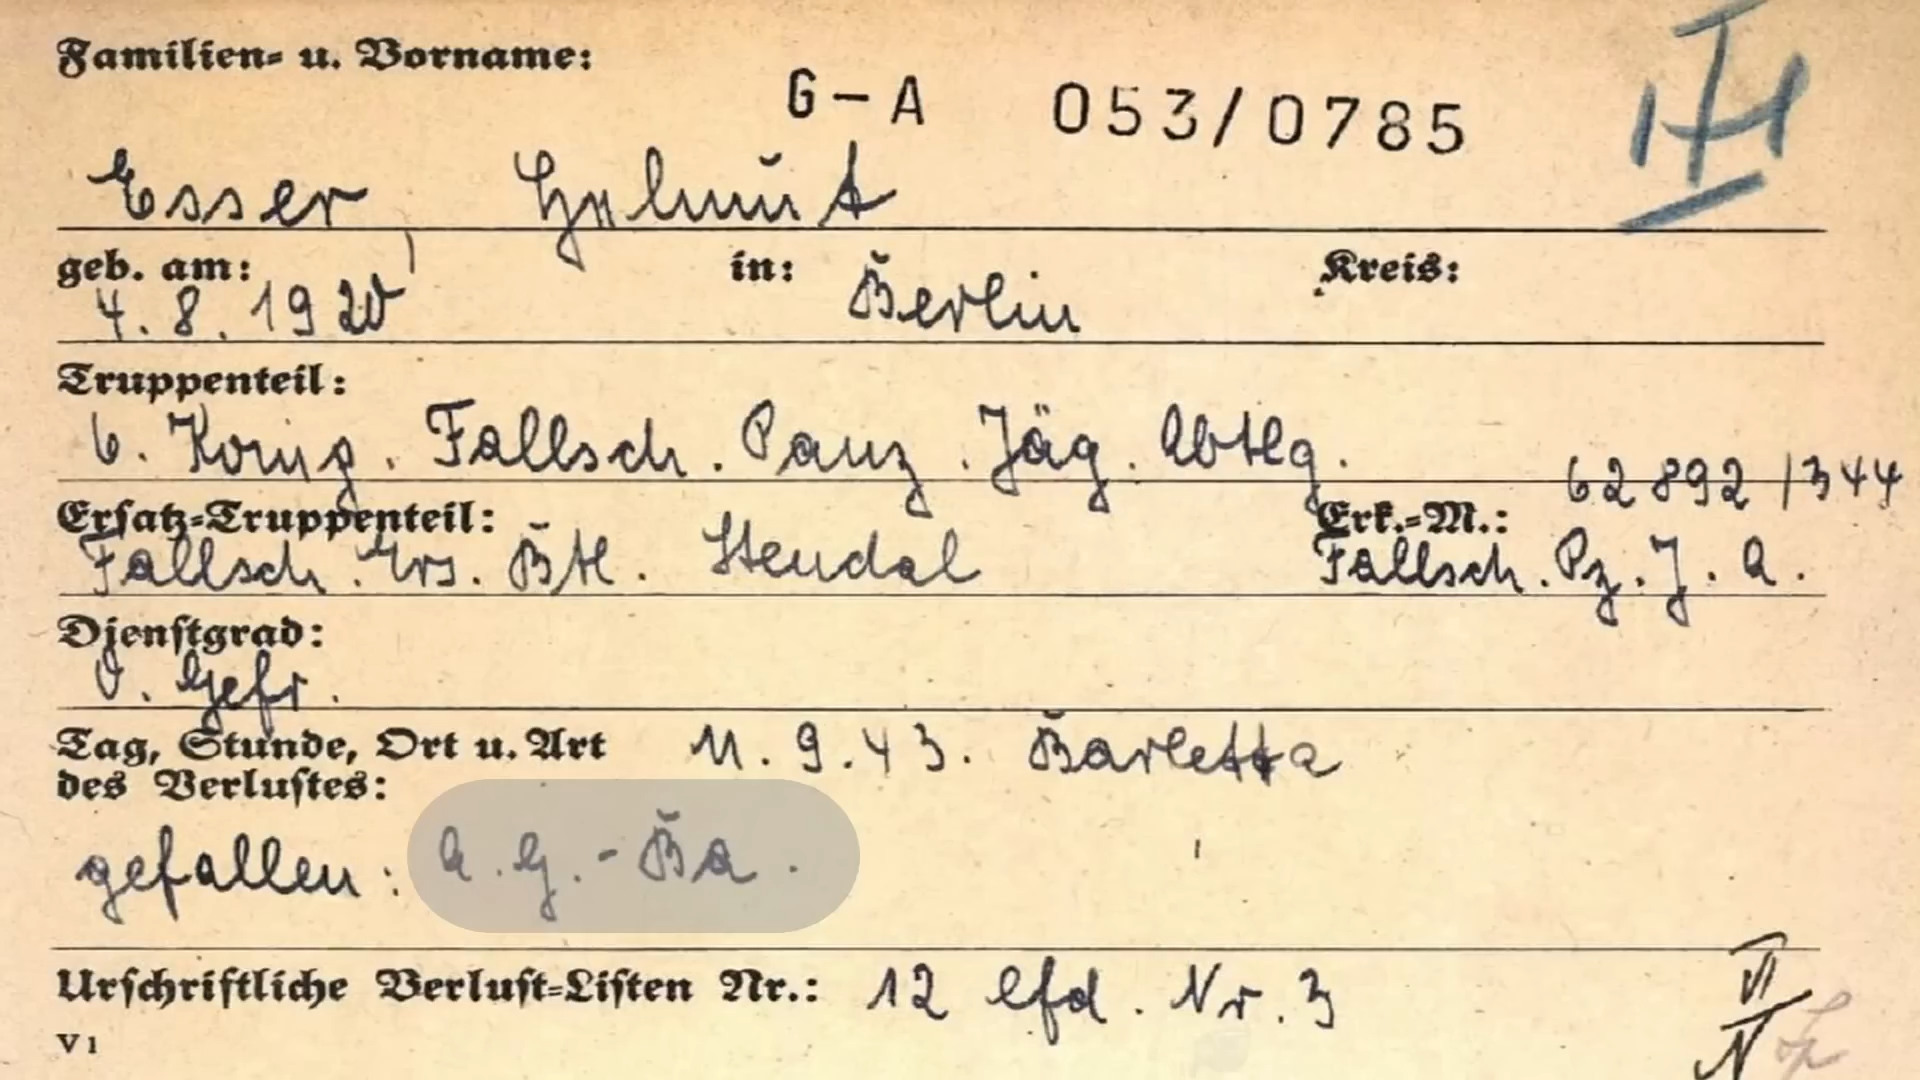 Familien- u. Vorname:
G-A 053/0785
III
Esser, Helmut
geb. am: 4.8.1920 in: Berlin Kreis:
Truppenteil:
6. Komp. Fallsch. Panz. Jäg. Abtlg.
62892/344
Ersatz-Truppenteil: Erk.-M.:
Fallsch. Ers. Btl. Stendal Fallsch. Pz. J. A.
Dienstgrad:
O. Gefr.
Tag, Stunde, Ort u. Art 11.9.43. Barletta
des Verlustes:
gefallen: A.G.-Ba.
Urschriftliche Verlust-Listen Nr.: 12 lfd. Nr. 3
V1